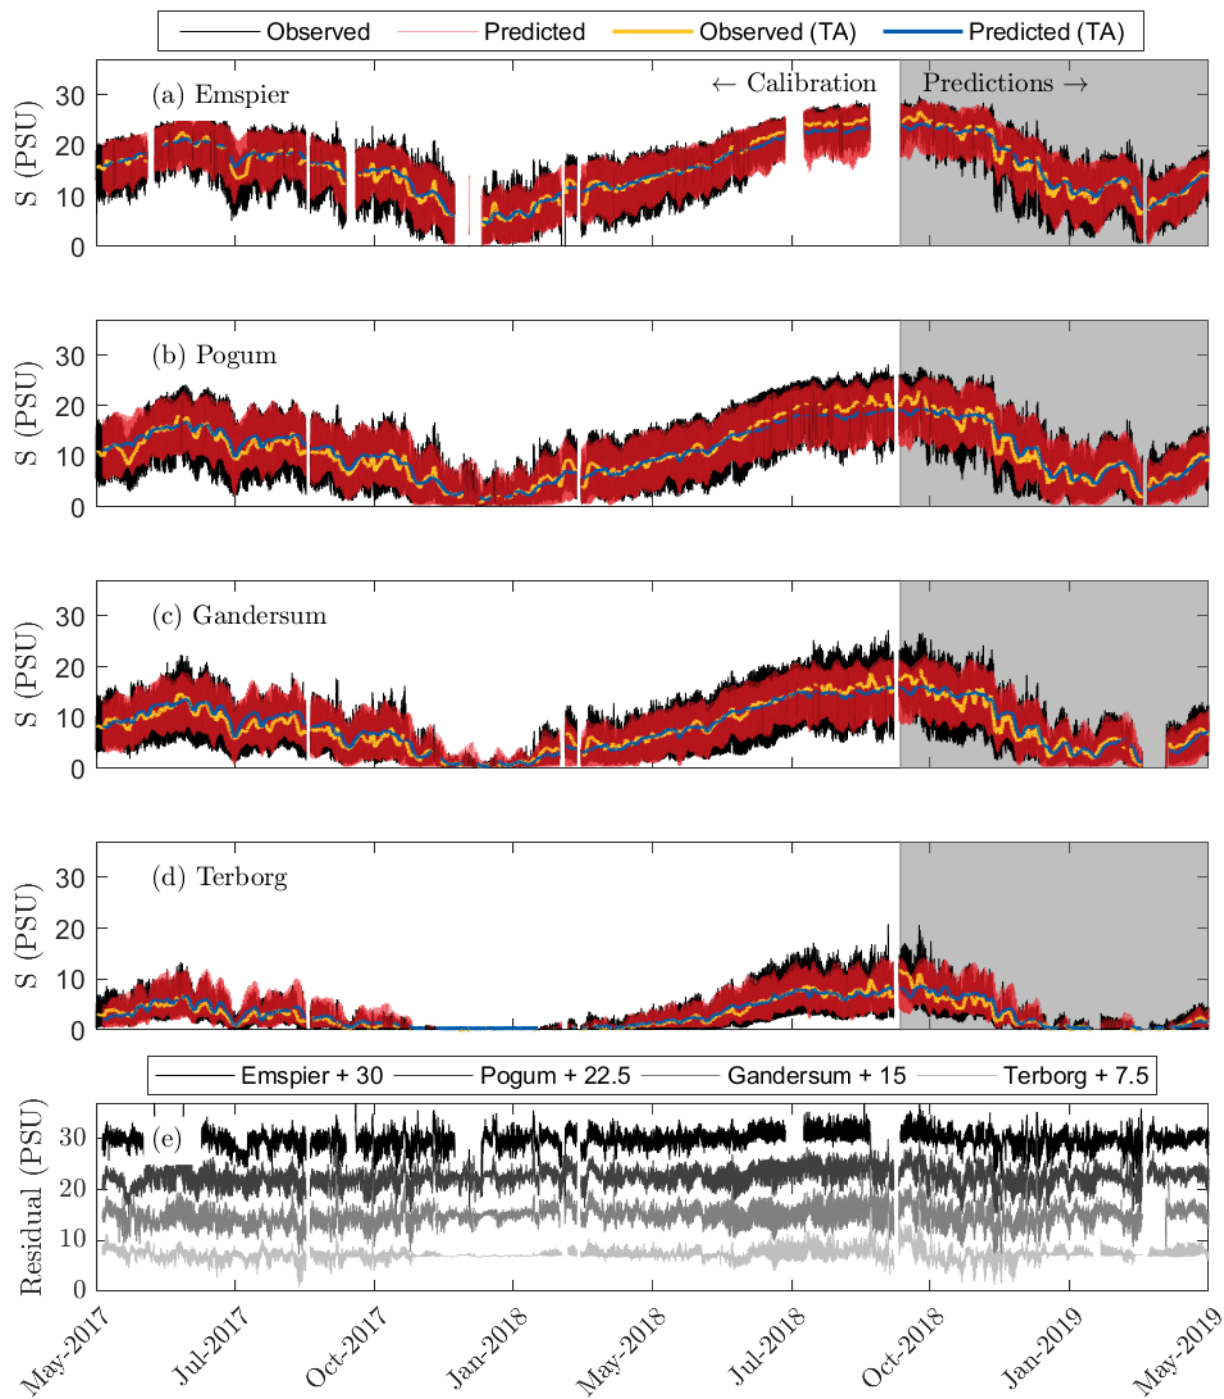 Observed Predicted Observed (TA) Predicted (TA)
(a) Emspier
← Calibration Predictions →
S (PSU)
30
20
10
0
(b) Pogum
S (PSU)
30
20
10
0
(c) Gandersum
S (PSU)
30
20
10
0
(d) Terborg
S (PSU)
30
20
10
0
Emspier + 30 Pogum + 22.5 Gandersum + 15 Terborg + 7.5
(e)
Residual (PSU)
30
20
10
0
May-2017 Jul-2017 Oct-2017 Jan-2018 May-2018 Jul-2018 Oct-2018 Jan-2019 May-2019